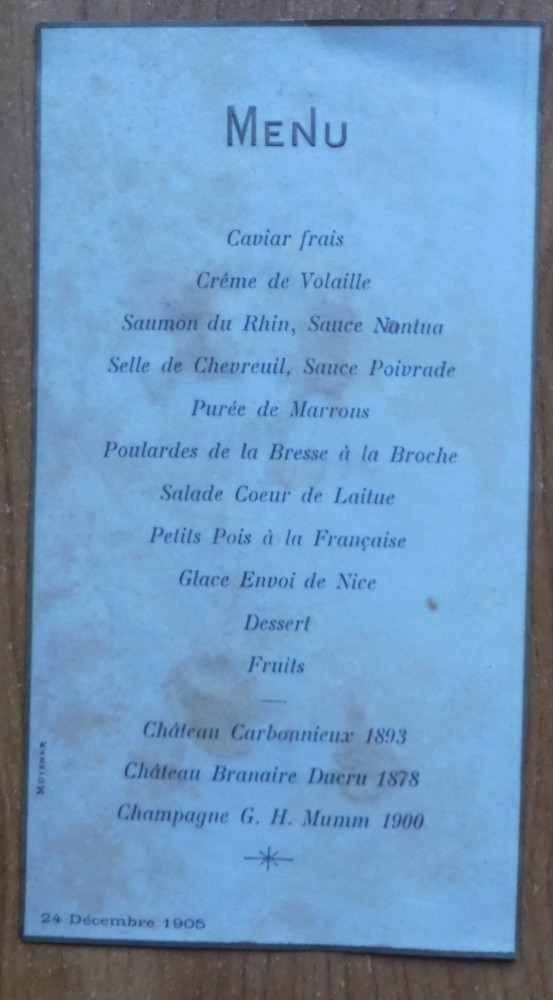 MENU
Caviar frais
Crême de Volaille
Saumon du Rhin, Sauce Nantua
Selle de Chevreuil, Sauce Poivrade
Purée de Marrons
Poulardes de la Bresse à la Broche
Salade Coeur de Laitue
Petits Pois à la Française
Glace Envoi de Nice
Dessert
Fruits
Château Carbonnieux 1893
Château Branaire Ducru 1878
Champagne G. H. Mumm 1900
24 Décembre 1905